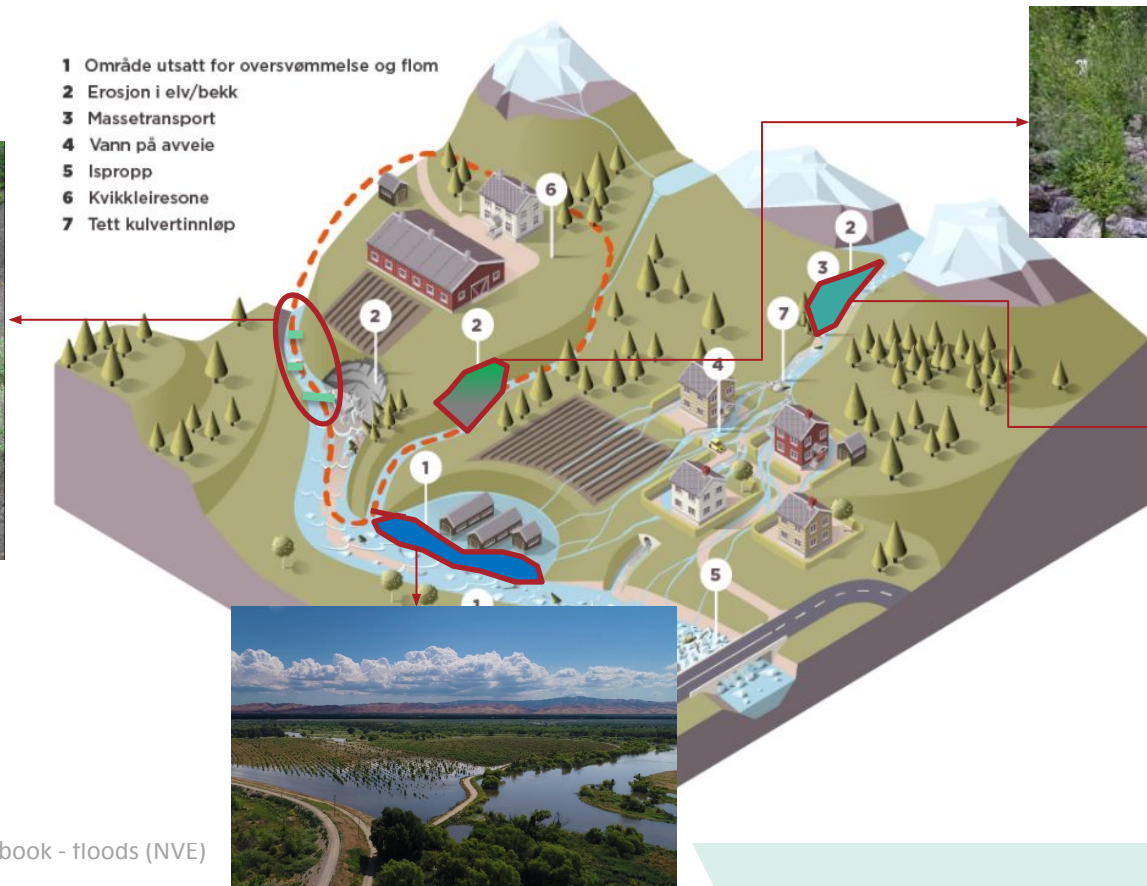 1 Område utsatt for oversvømmelse og flom
2 Erosjon i elv/bekk
3 Massetransport
4 Vann på avveie
5 Ispropp
6 Kvikkleiresone
7 Tett kulvertinnløp
6
2
3
2
7
2
4
1
5
1
book - floods (NVE)